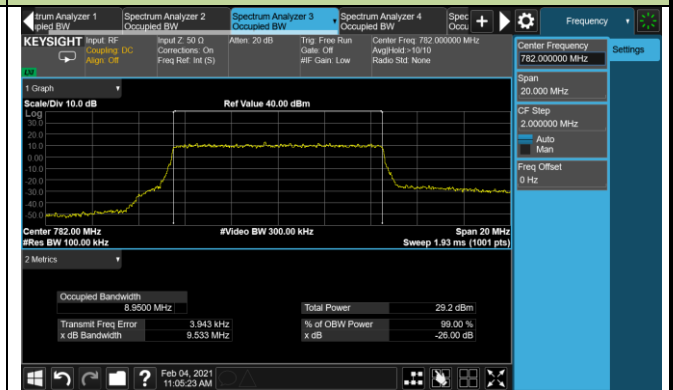 ctrum Analyzer 1
upied BW
Spectrum Analyzer 2
Occupied BW
Spectrum Analyzer 3
Occupied BW
Spectrum Analyzer 4
Occupied BW
Spec
Occu
Frequency
KEYSIGHT
Input: RF
Coupling: DC
Align: Off
Input Z: 50 Ω
Corrections: On
Freq Ref: Int (S)
Atten: 20 dB
Trig: Free Run
Gate: Off
#IF Gain: Low
Center Freq: 782.000000 MHz
Avg|Hold:>10/10
Radio Std: None
Center Frequency
782.000000 MHz
Settings
Span
20.000 MHz
CF Step
2.000000 MHz
Auto
Man
Freq Offset
0 Hz
1 Graph
Scale/Div 10.0 dB
Ref Value 40.00 dBm
Log
30.0
20.0
10.0
0.00
-10.0
-20.0
-30.0
-40.0
-50.0
Center 782.00 MHz
#Video BW 300.00 kHz
Span 20 MHz
#Res BW 100.00 kHz
Sweep 1.93 ms (1001 pts)
2 Metrics
Occupied Bandwidth
8.9500 MHz
Total Power 29.2 dBm
Transmit Freq Error 3.943 kHz
% of OBW Power 99.00 %
x dB Bandwidth 9.533 MHz
x dB -26.00 dB
?
Feb 04, 2021
11:05:23 AM